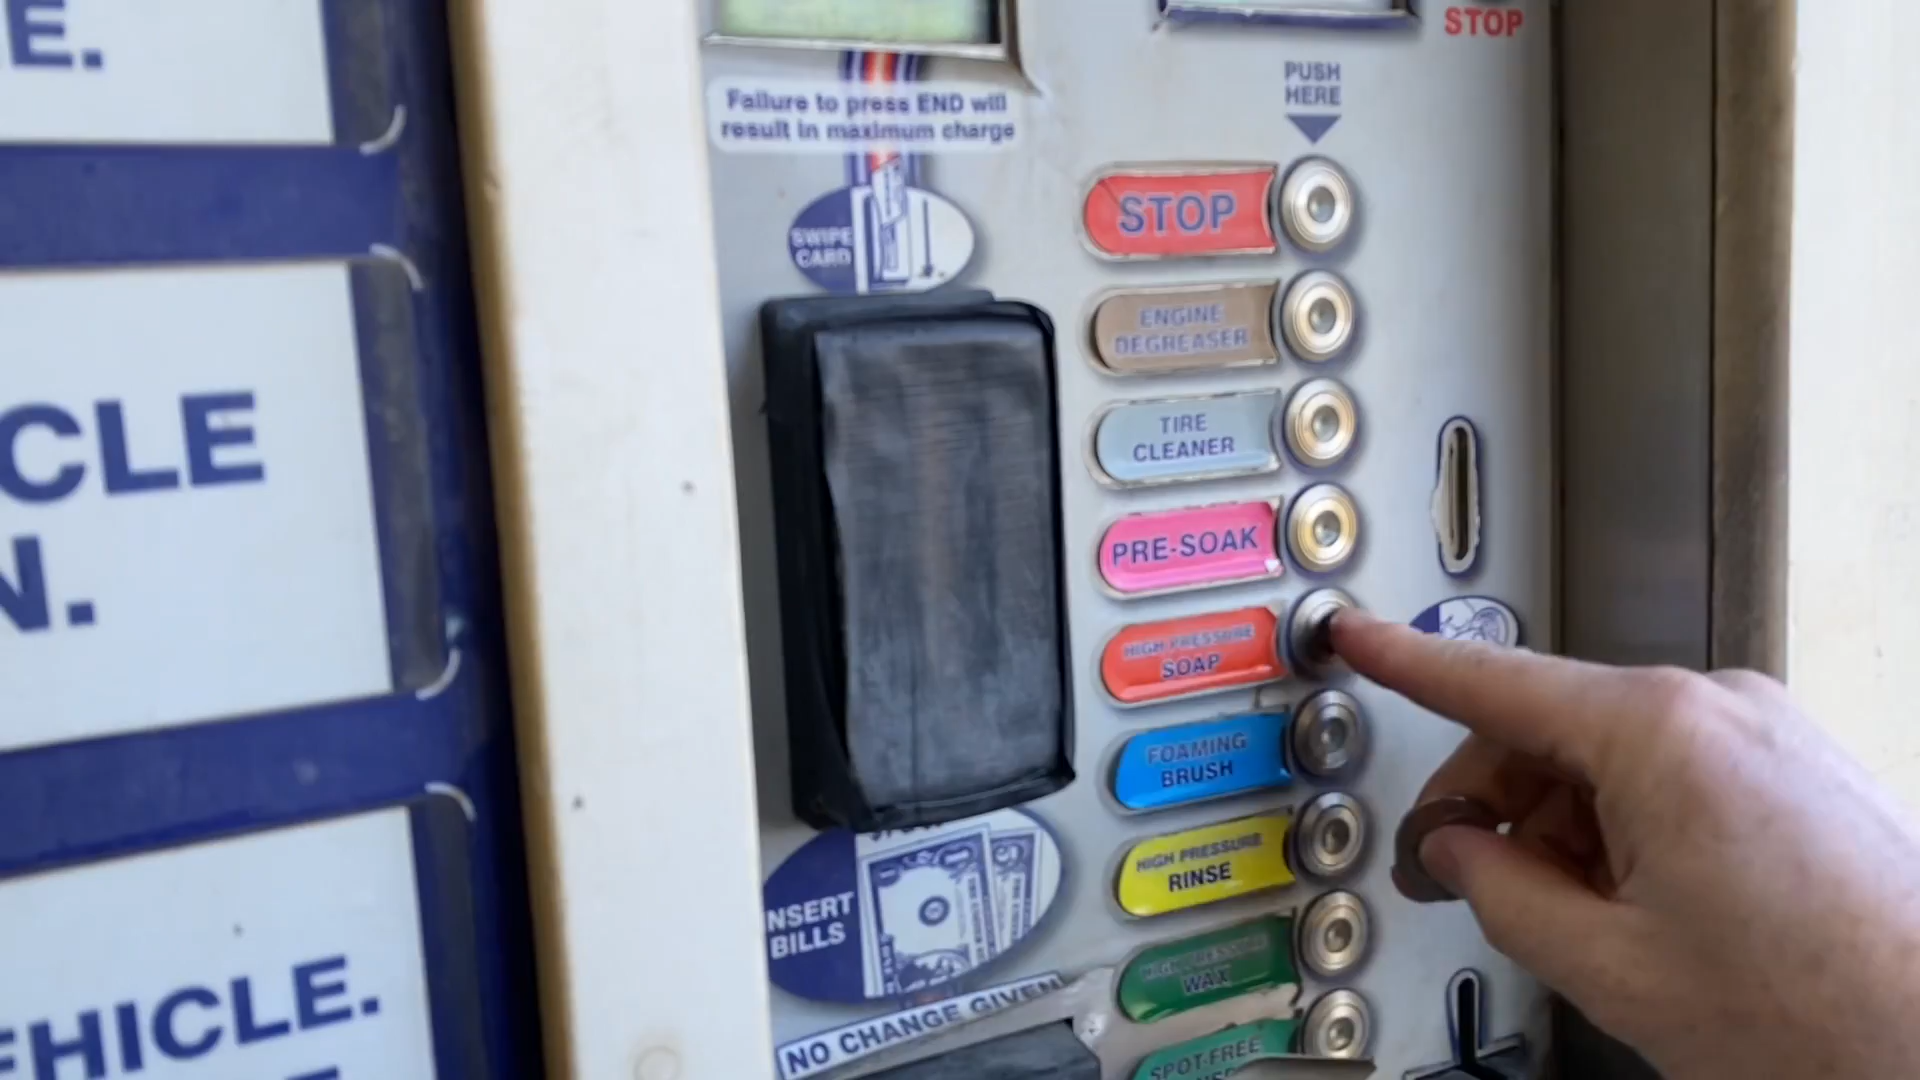 E.
CLE
N.
EHICLE.
Failure to press END will
result in maximum charge
SWIPE
CARD
INSERT
BILLS
NO CHANGE GIVEN
STOP
PUSH
HERE
STOP
ENGINE
DEGREASER
TIRE
CLEANER
PRE-SOAK
HIGH PRESSURE
SOAP
FOAMING
BRUSH
HIGH PRESSURE
RINSE
HIGH PRESSURE
WAX
SPOT-FREE